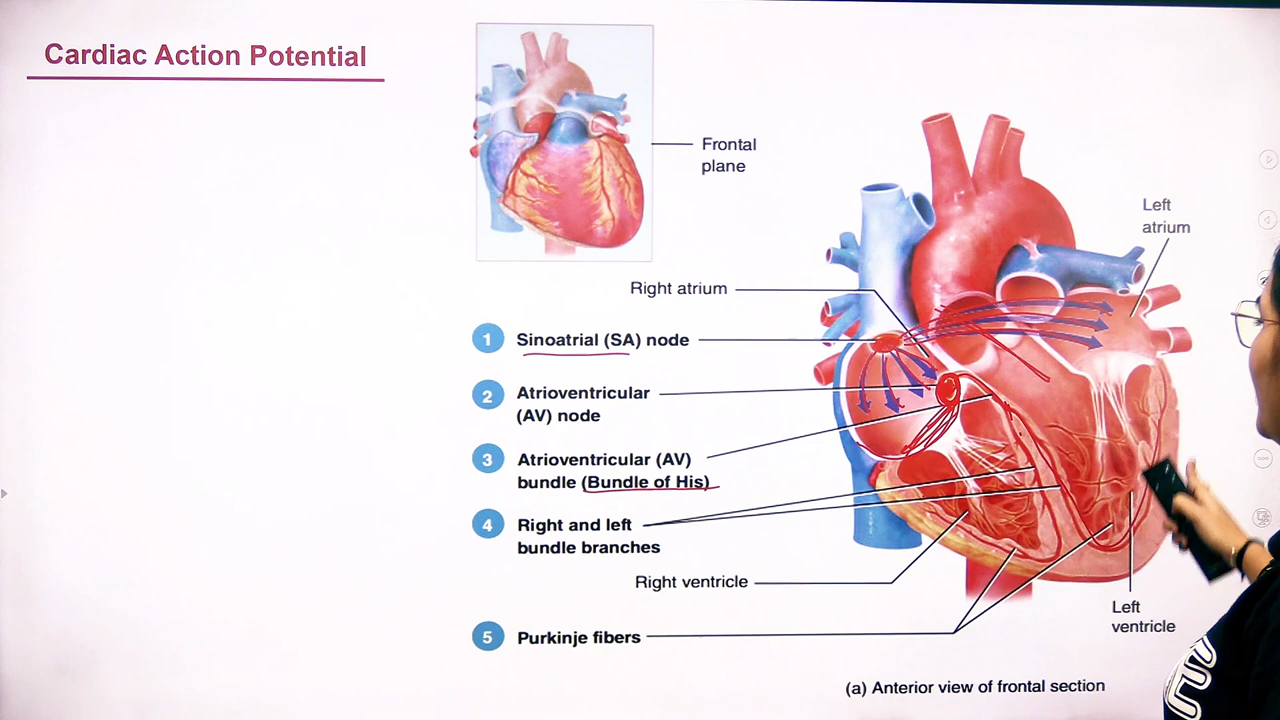 Cardiac Action Potential
Frontal
plane
Left
atrium
Right atrium
1 Sinoatrial (SA) node
2 Atrioventricular
(AV) node
3 Atrioventricular (AV)
bundle (Bundle of His)
4 Right and left
bundle branches
Right ventricle
Left
ventricle
5 Purkinje fibers
(a) Anterior view of frontal section